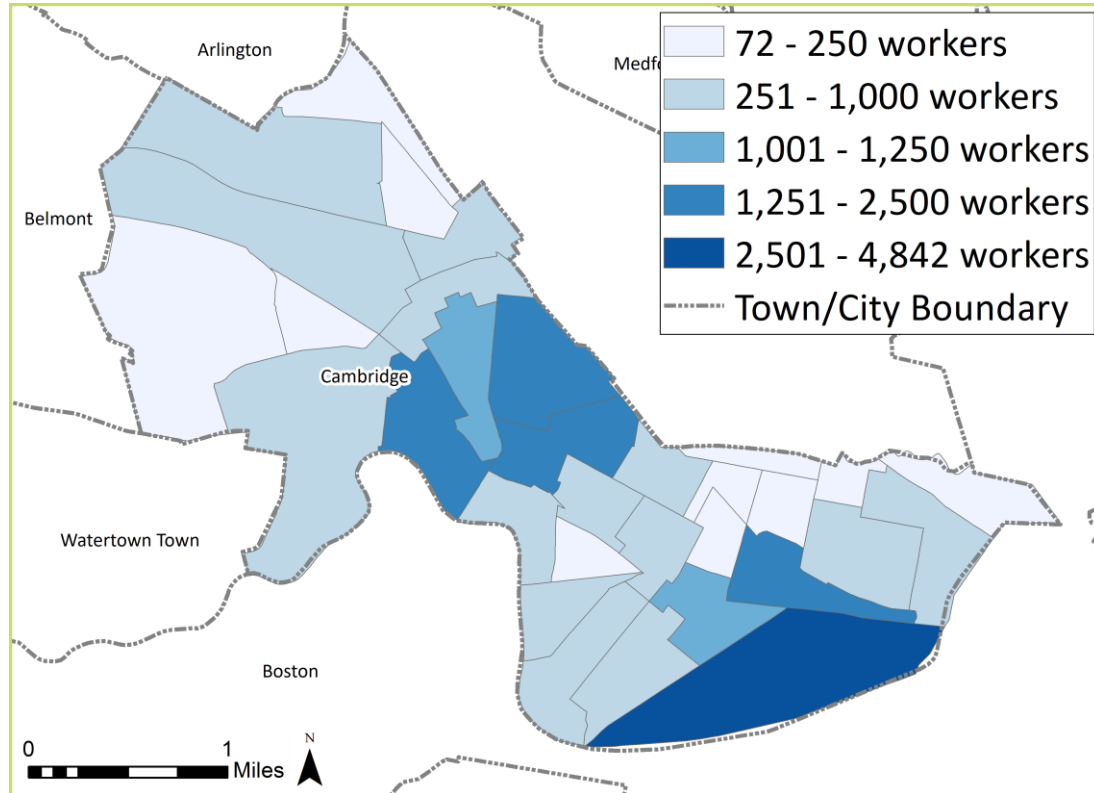 Arlington
Medfo
72 - 250 workers
251 - 1,000 workers
1,001 - 1,250 workers
1,251 - 2,500 workers
2,501 - 4,842 workers
Town/City Boundary
Belmont
Cambridge
Watertown Town
Boston
0 1
Miles
N